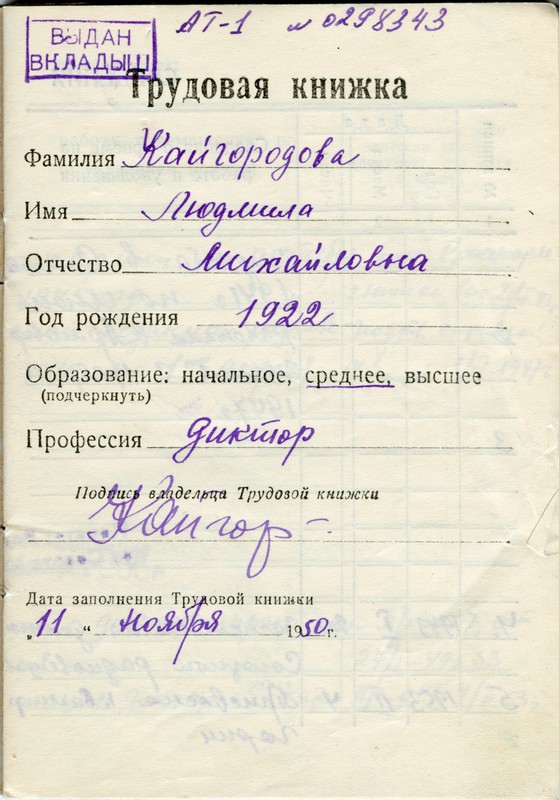 АТ-1 № 0298343
ВЫДАН
ВКЛАДЫШ
Трудовая книжка
Фамилия Кайгородова
Имя Людмила
Отчество Михайловна
Год рождения 1922
Образование: начальное, среднее, высшее
(подчеркнуть)
Профессия диктор
Подпись владельца Трудовой книжки
Кайгор
Дата заполнения Трудовой книжки
„11 “ ноября 1950 г.